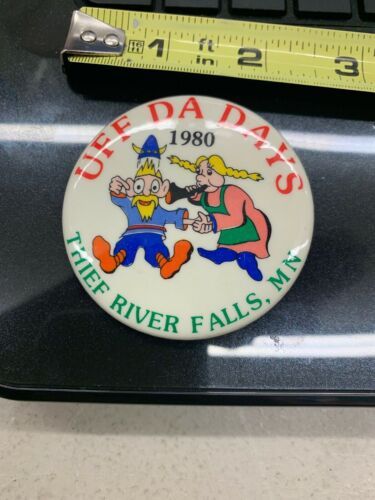 1 ft 2 3
in
UFF DA DAYS
1980
THIEF RIVER FALLS, MN